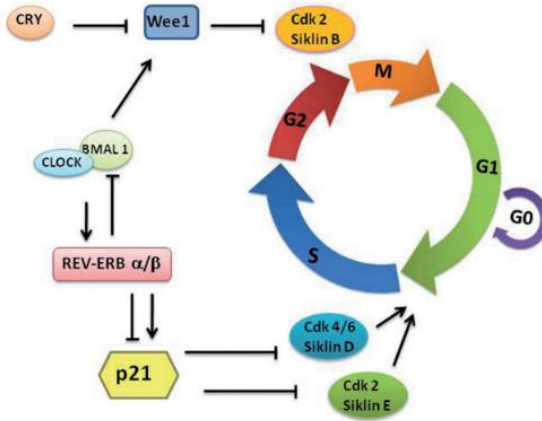 CRY
Wee1
Cdk 2
Siklin B
M
G2
G1
G0
S
BMAL 1
CLOCK
REV-ERB α/β
p21
Cdk 4/6
Siklin D
Cdk 2
Siklin E